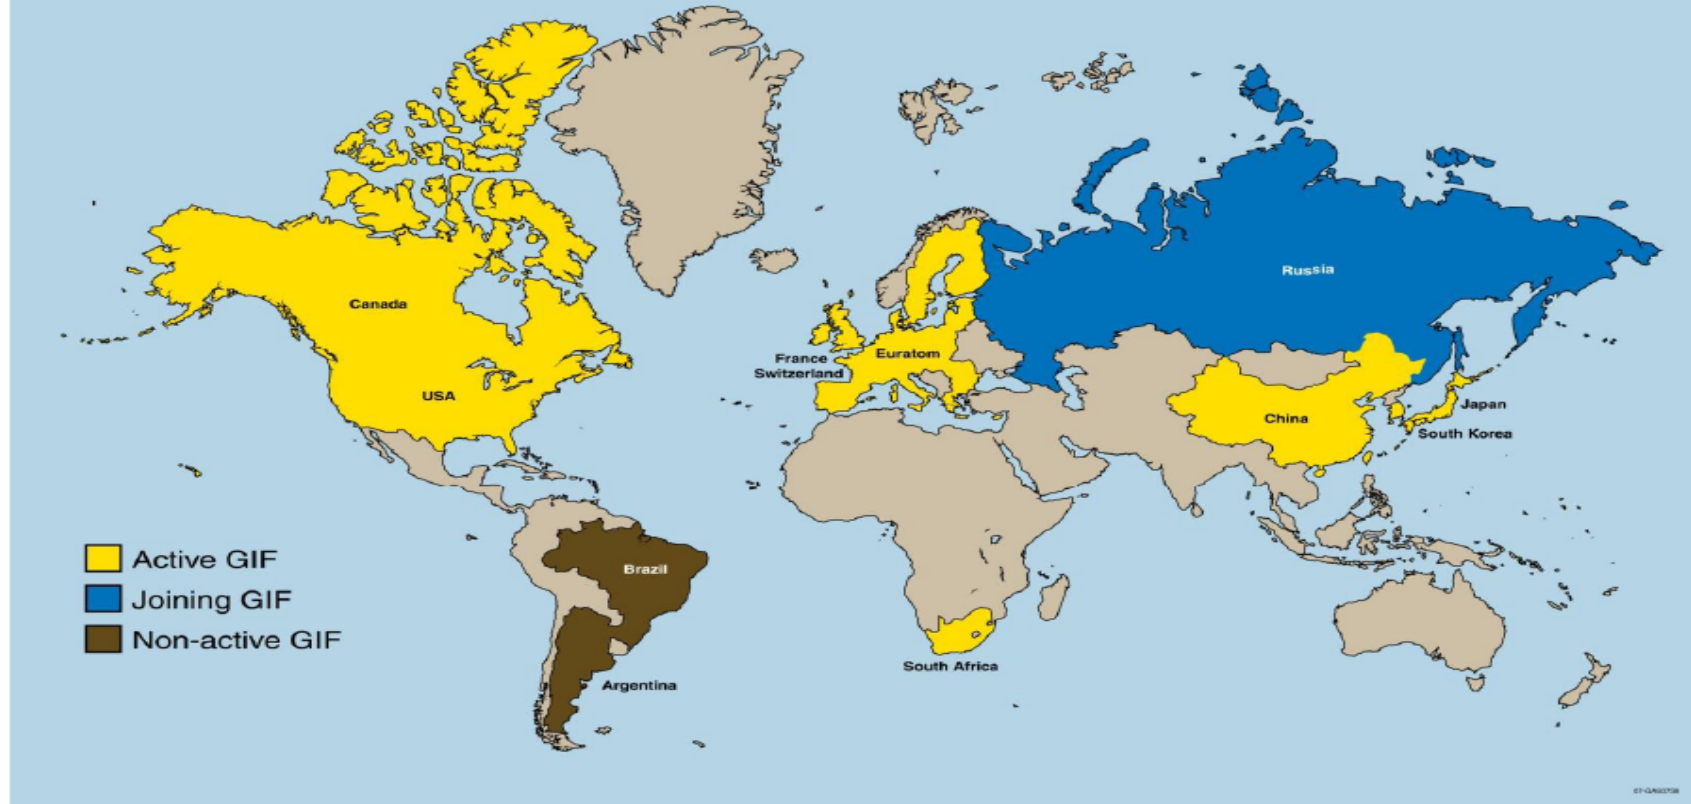 Canada
USA
France
Switzerland
Euratom
Russia
China
Japan
South Korea
Brazil
Argentina
South Africa
Active GIF
Joining GIF
Non-active GIF